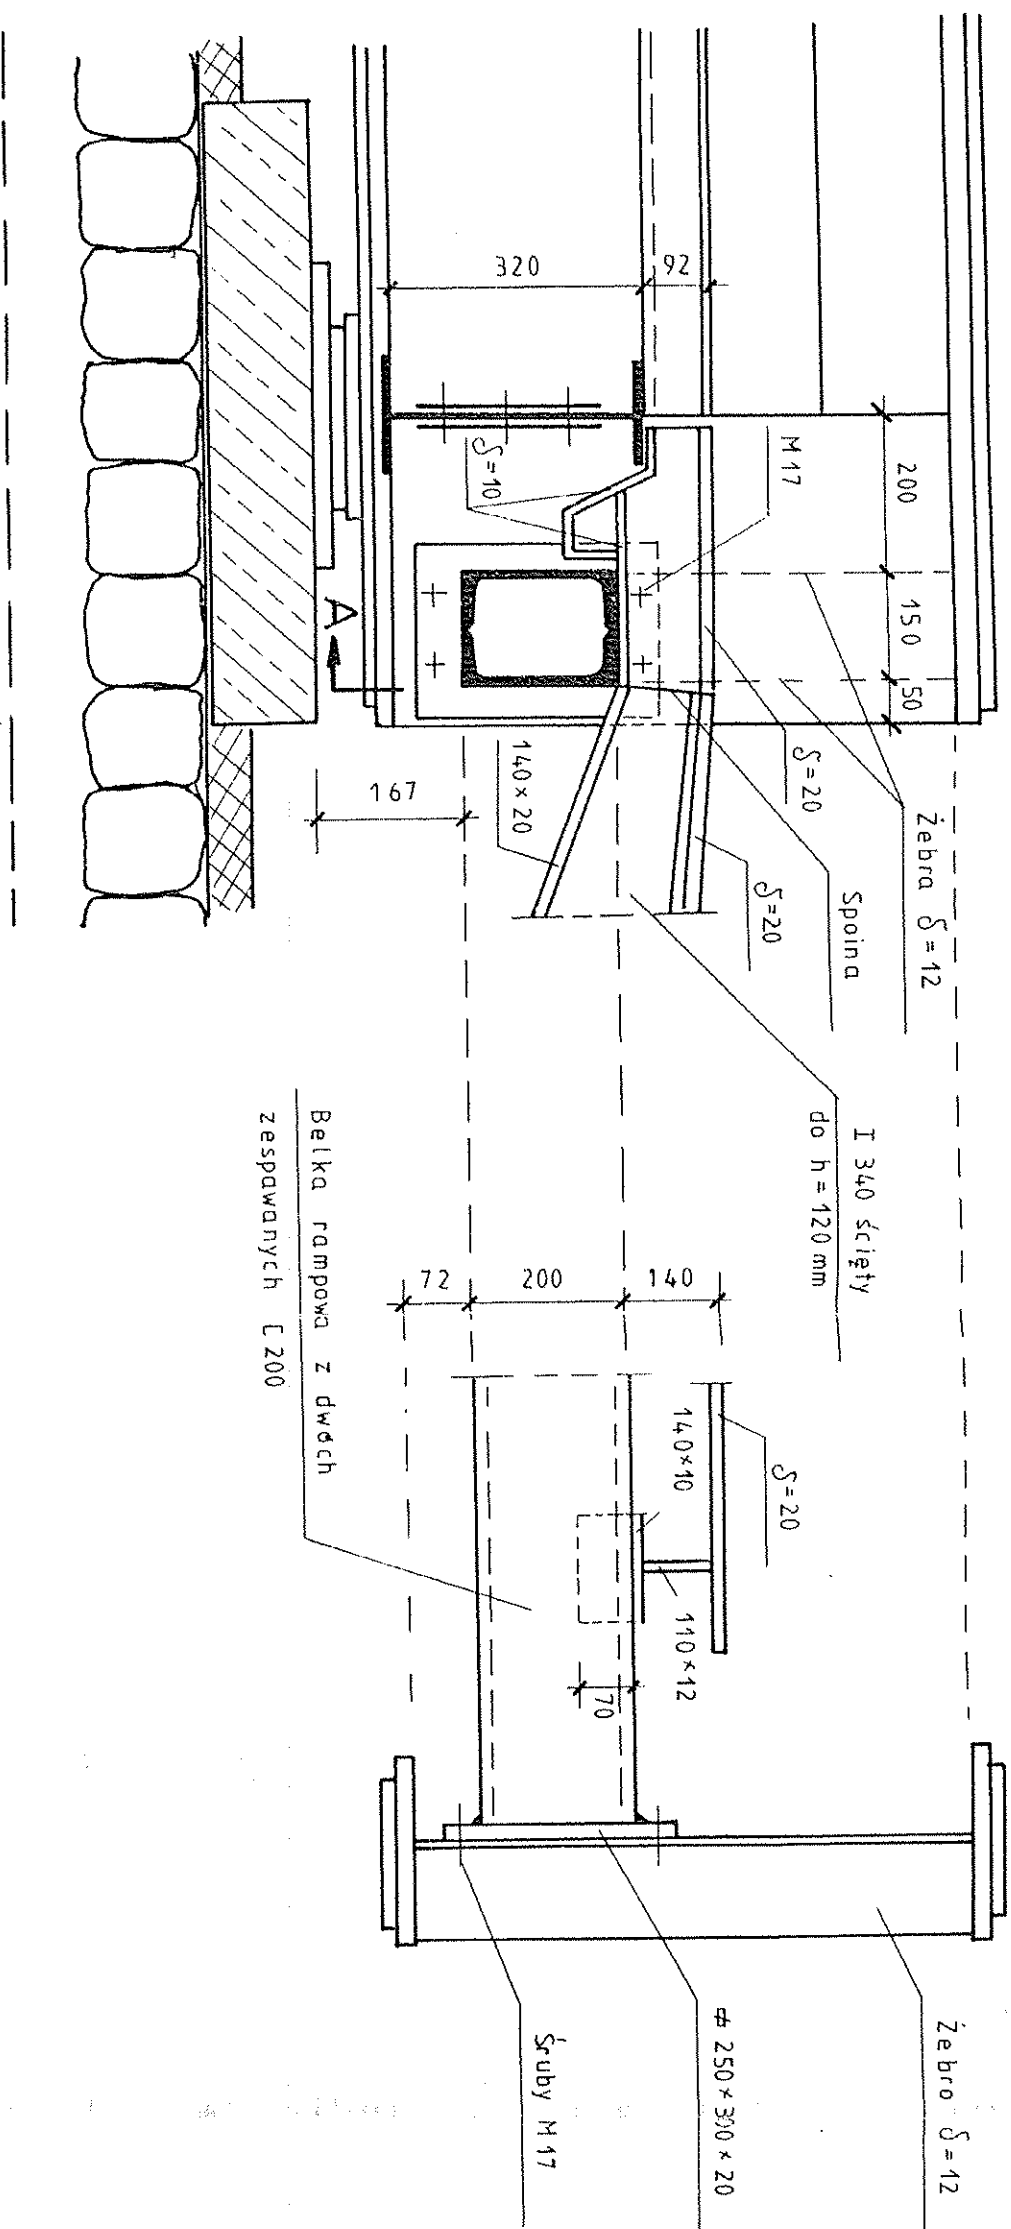 320
92
200
150
50
M 17
δ=10
A
167
140×20
δ=20
δ=20
Żebra δ=12
Spoina
I 340 ścięty
do h=120 mm
Belka rampowa z dwóch
zespawanych [ 200
72
200
140
140×10
δ=20
110×12
70
Żebro δ=12
≠ 250×300×20
Śruby M 17